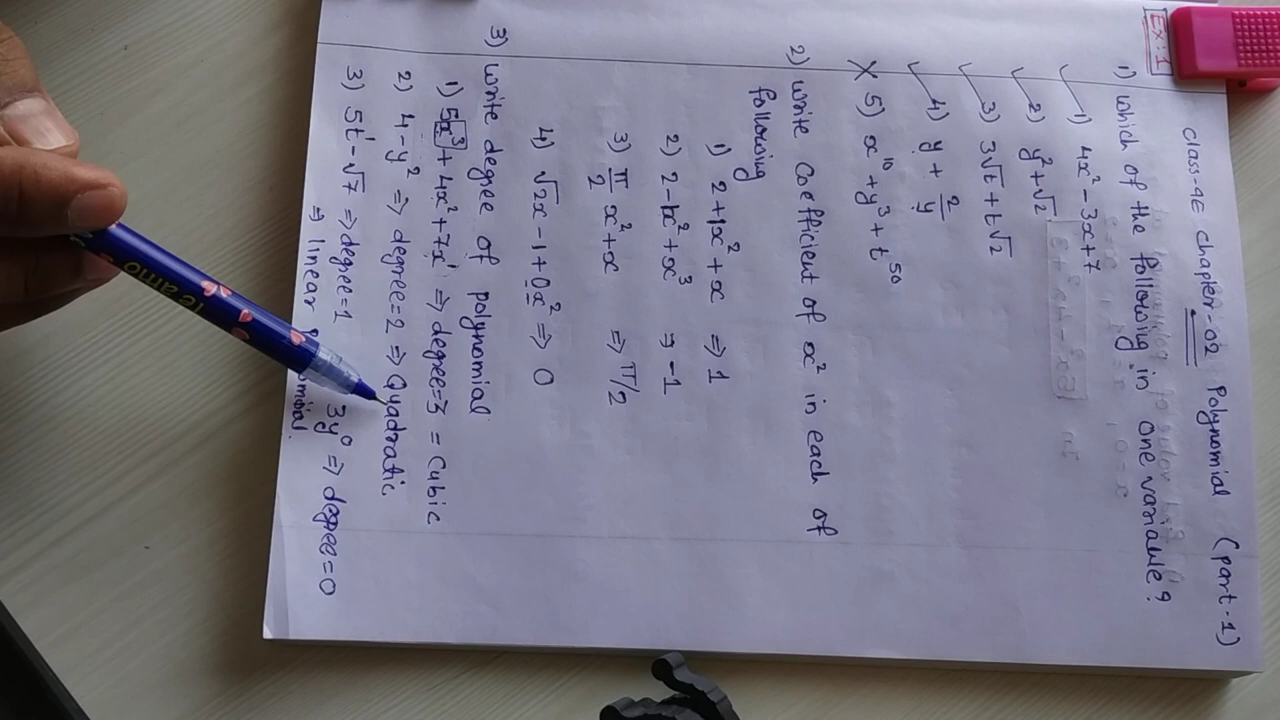 Class-9E Chapter-02 Polynomial (part-1)
Ex:1
1) which of the following in one variable?
1) 4x² - 3x + 7
2) y² + √2
3) 3√t + t√2
4) y + 2/y
X 5) x¹⁰ + y³ + t⁵⁰
2) write Coefficient of x² in each of
following
1) 2 + 1x² + x ⇒ 1
2) 2 - 1x² + x³ ⇒ -1
3) π/2 x² + x ⇒ π/2
4) √2x - 1 + 0x² ⇒ 0
3) write degree of polynomial
1) 5x³ + 4x² + 7x¹ ⇒ degree=3 = Cubic
2) 4 - y² ⇒ degree=2 ⇒ Quadratic
3) 5t¹ - √7 ⇒ degree=1 3y⁰ ⇒ degree=0
⇒ linear
te amo